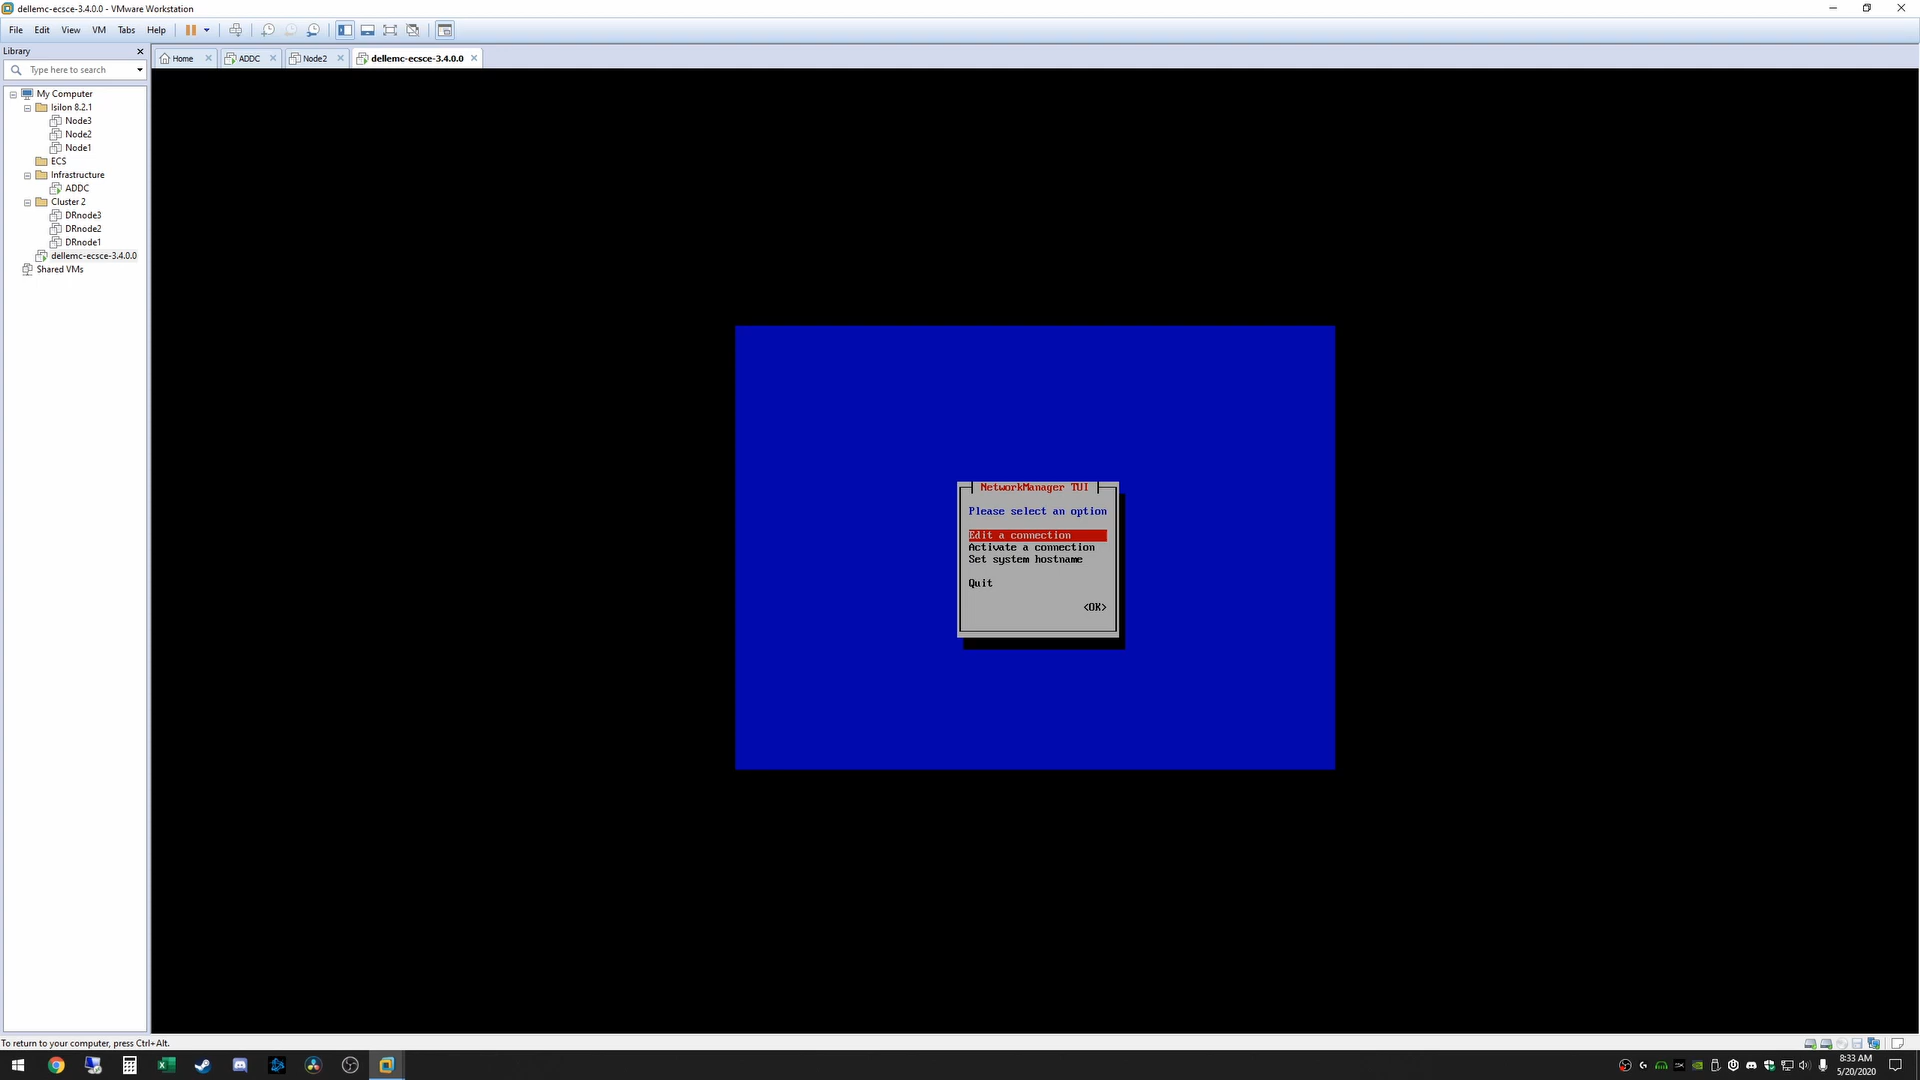 dellemc-ecsce-3.4.0.0 - VMware Workstation
File Edit View VM Tabs Help
Library
Type here to search
My Computer
Isilon 8.2.1
Node3
Node2
Node1
ECS
Infrastructure
ADDC
Cluster 2
DRnode3
DRnode2
DRnode1
dellemc-ecsce-3.4.0.0
Shared VMs
Home ADDC Node2 dellemc-ecsce-3.4.0.0
NetworkManager TUI
Please select an option
Edit a connection
Activate a connection
Set system hostname
Quit
<OK>
To return to your computer, press Ctrl+Alt.
8:33 AM
5/20/2020